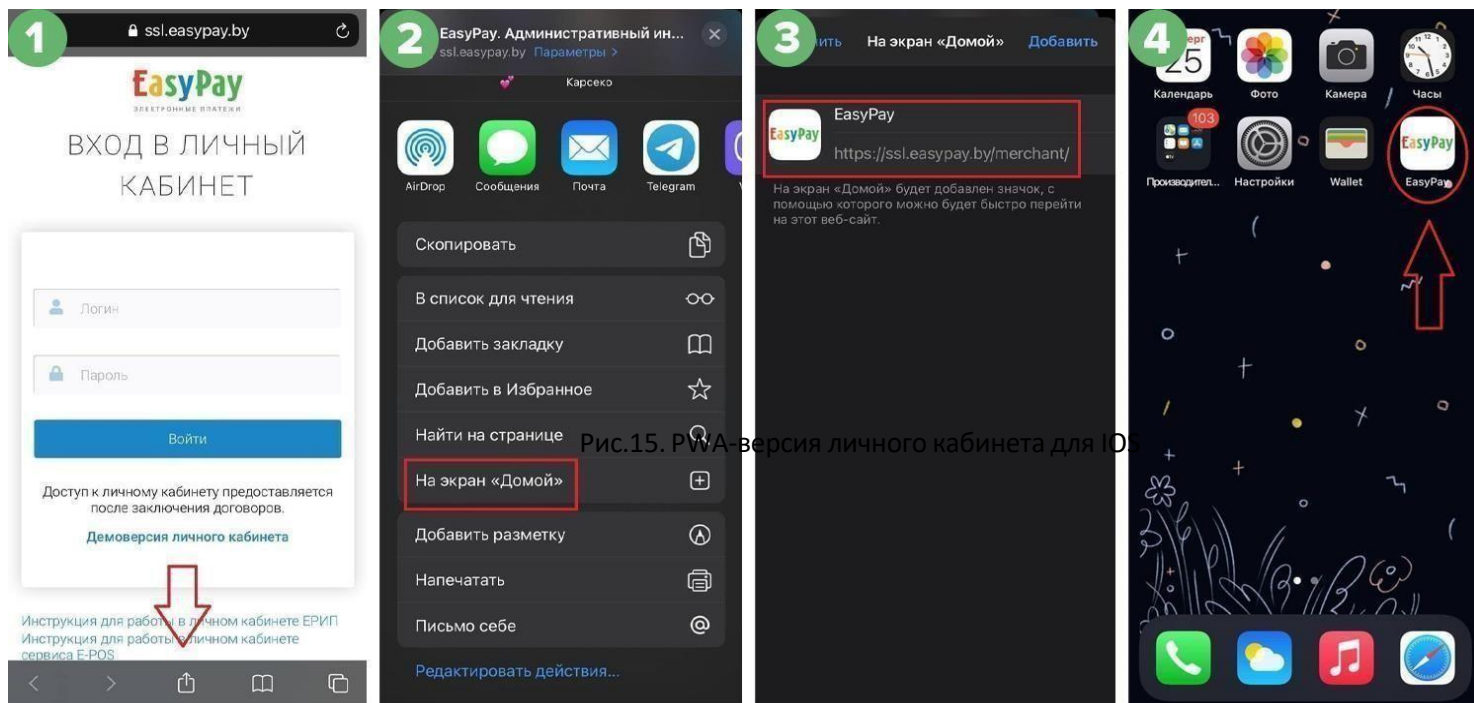 1
ssl.easypay.by
EasyPay
ЭЛЕКТРОННЫЕ ПЛАТЕЖИ
ВХОД В ЛИЧНЫЙ
КАБИНЕТ
Логин
Пароль
Войти
Доступ к личному кабинету предоставляется
после заключения договоров.
Демоверсия личного кабинета
Инструкция для работы в личном кабинете ЕРИП
Инструкция для работы в личном кабинете
сервиса E-POS
2
EasyPay. Административный ин...
ssl.easypay.by Параметры >
Карсеко
AirDrop
Сообщения
Почта
Telegram
Скопировать
В список для чтения
Добавить закладку
Добавить в Избранное
Найти на странице
На экран «Домой»
Добавить разметку
Напечатать
Письмо себе
Редактировать действия...
3
На экран «Домой»
Добавить
EasyPay
EasyPay
https://ssl.easypay.by/merchant/
На экран «Домой» будет добавлен значок, с
помощью которого можно будет быстро перейти
на этот веб-сайт.
4
25
Календарь
Фото
Камера
Часы
103
EasyPay
Производител...
Настройки
Wallet
EasyPay
Рис.15. PWA-версия личного кабинета для IOS